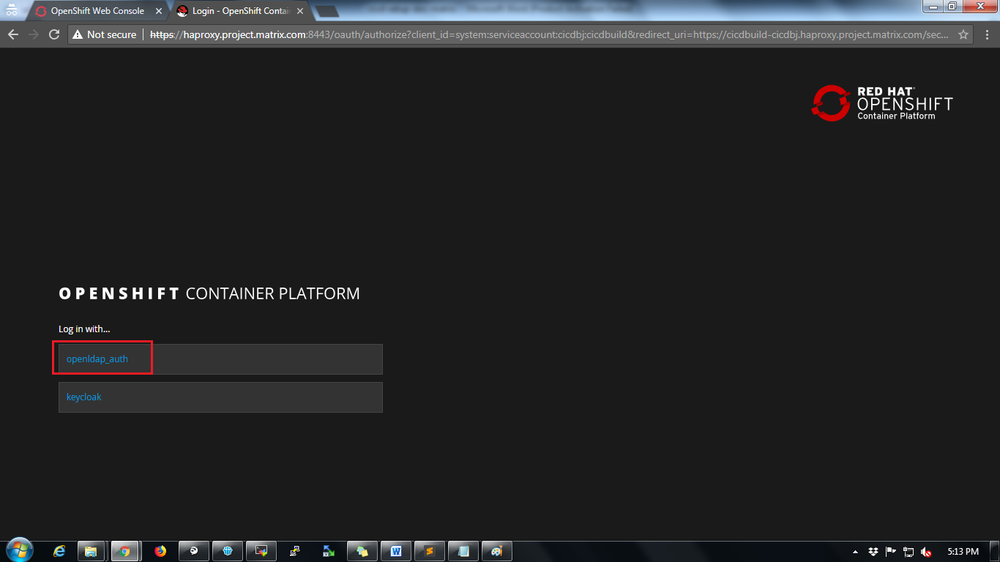 OpenShift Web Console
Login - OpenShift Contai
Not secure
https://haproxy.project.matrix.com:8443/oauth/authorize?client_id=system:serviceaccount:cicdbj:cicdbuild&redirect_uri=https://cicdbuild-cicdbj.haproxy.project.matrix.com/sec...
RED HAT®
OPENSHIFT
Container Platform
OPENSHIFT CONTAINER PLATFORM
Log in with...
openldap_auth
keycloak
5:13 PM